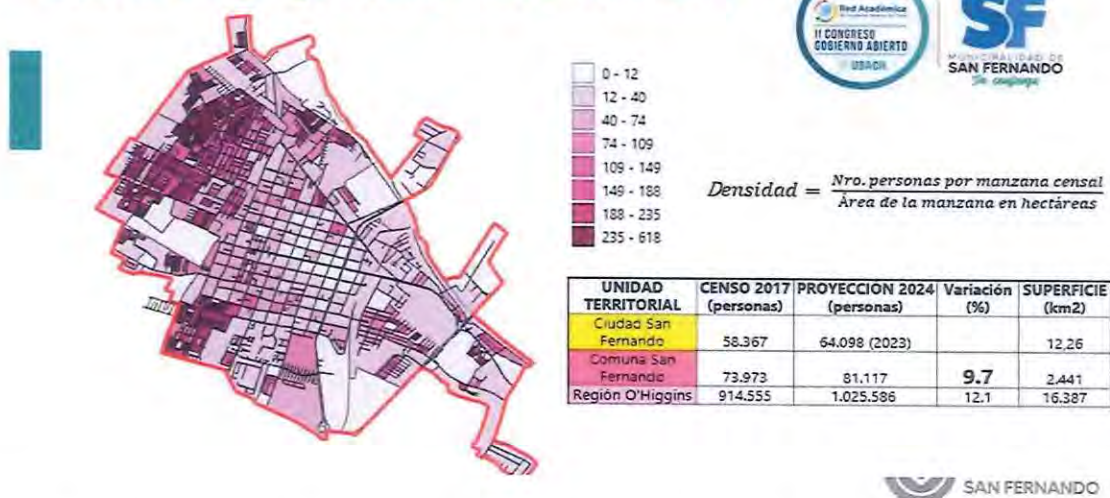 Red Académica
II CONGRESO
GOBIERNO ABIERTO
USACH
SF
MUNICIPALIDAD DE
SAN FERNANDO
0 - 12
12 - 40
40 - 74
74 - 109
109 - 149
149 - 188
188 - 235
235 - 618
Densidad = Nro. personas por manzana censal
Área de la manzana en hectáreas
UNIDAD TERRITORIAL CENSO 2017 (personas) PROYECCION 2024 (personas) Variación (%) SUPERFICIE (km2)
Ciudad San Fernando 58.367 64.098 (2023) 12,26
Comuna San Fernando 73.973 81.117 9.7 2.441
Región O'Higgins 914.555 1.025.586 12.1 16.387
SAN FERNANDO